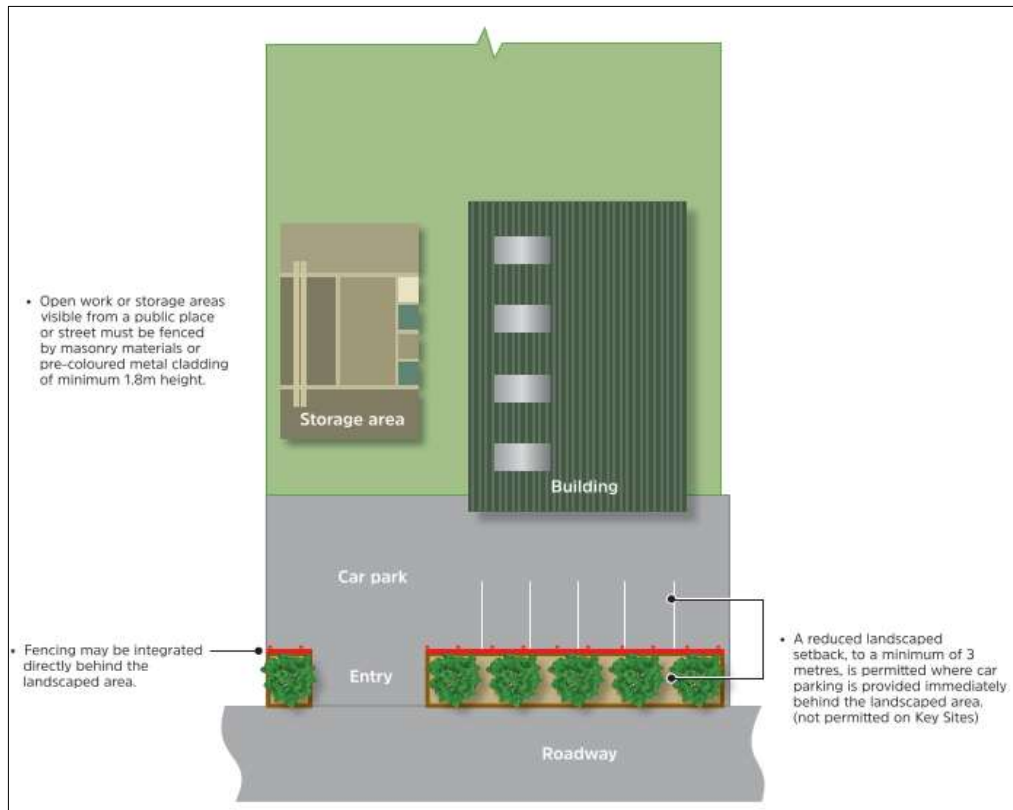 • Open work or storage areas
visible from a public place
or street must be fenced
by masonry materials or
pre-coloured metal cladding
of minimum 1.8m height.
Storage area
Building
Car park
• Fencing may be integrated
directly behind the
landscaped area.
Entry
• A reduced landscaped
setback, to a minimum of 3
metres, is permitted where car
parking is provided immediately
behind the landscaped area.
(not permitted on Key Sites)
Roadway